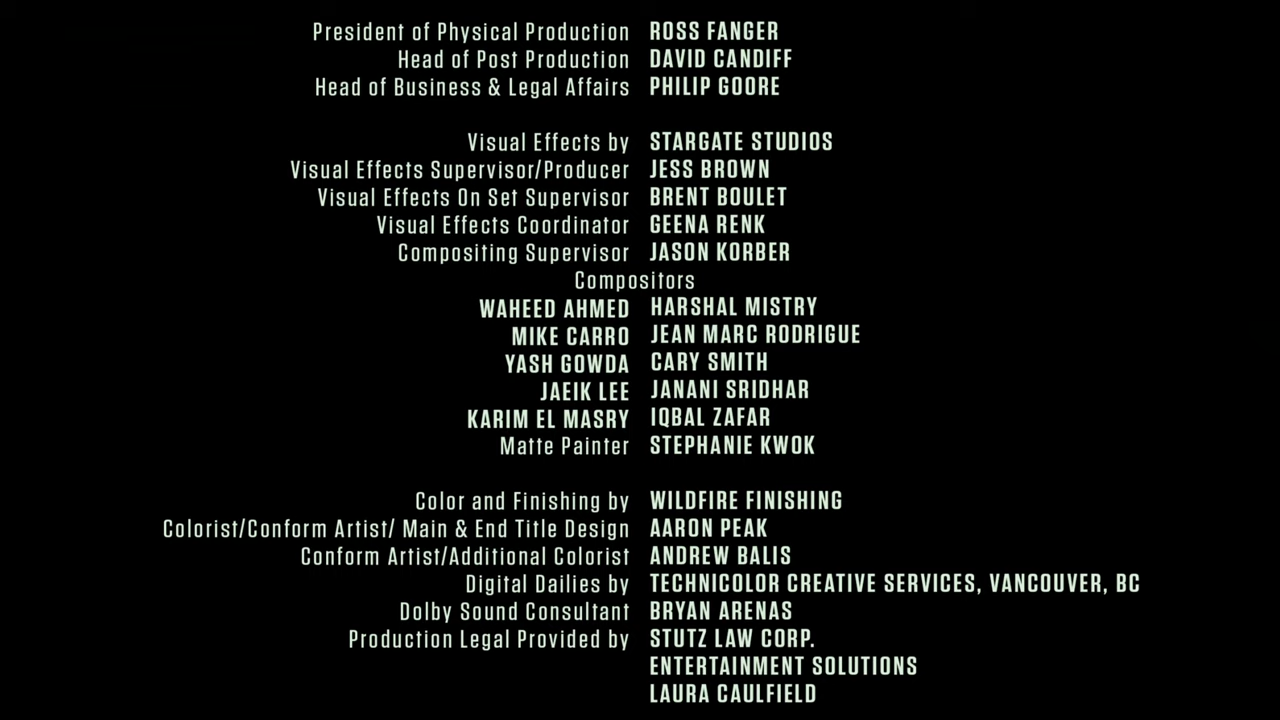 President of Physical Production ROSS FANGER
Head of Post Production DAVID CANDIFF
Head of Business & Legal Affairs PHILIP GOORE
Visual Effects by STARGATE STUDIOS
Visual Effects Supervisor/Producer JESS BROWN
Visual Effects On Set Supervisor BRENT BOULET
Visual Effects Coordinator GEENA RENK
Compositing Supervisor JASON KORBER
Compositors
WAHEED AHMED HARSHAL MISTRY
MIKE CARRO JEAN MARC RODRIGUE
YASH GOWDA CARY SMITH
JAEIK LEE JANANI SRIDHAR
KARIM EL MASRY IQBAL ZAFAR
Matte Painter STEPHANIE KWOK
Color and Finishing by WILDFIRE FINISHING
Colorist/Conform Artist/ Main & End Title Design AARON PEAK
Conform Artist/Additional Colorist ANDREW BALIS
Digital Dailies by TECHNICOLOR CREATIVE SERVICES, VANCOUVER, BC
Dolby Sound Consultant BRYAN ARENAS
Production Legal Provided by STUTZ LAW CORP.
ENTERTAINMENT SOLUTIONS
LAURA CAULFIELD